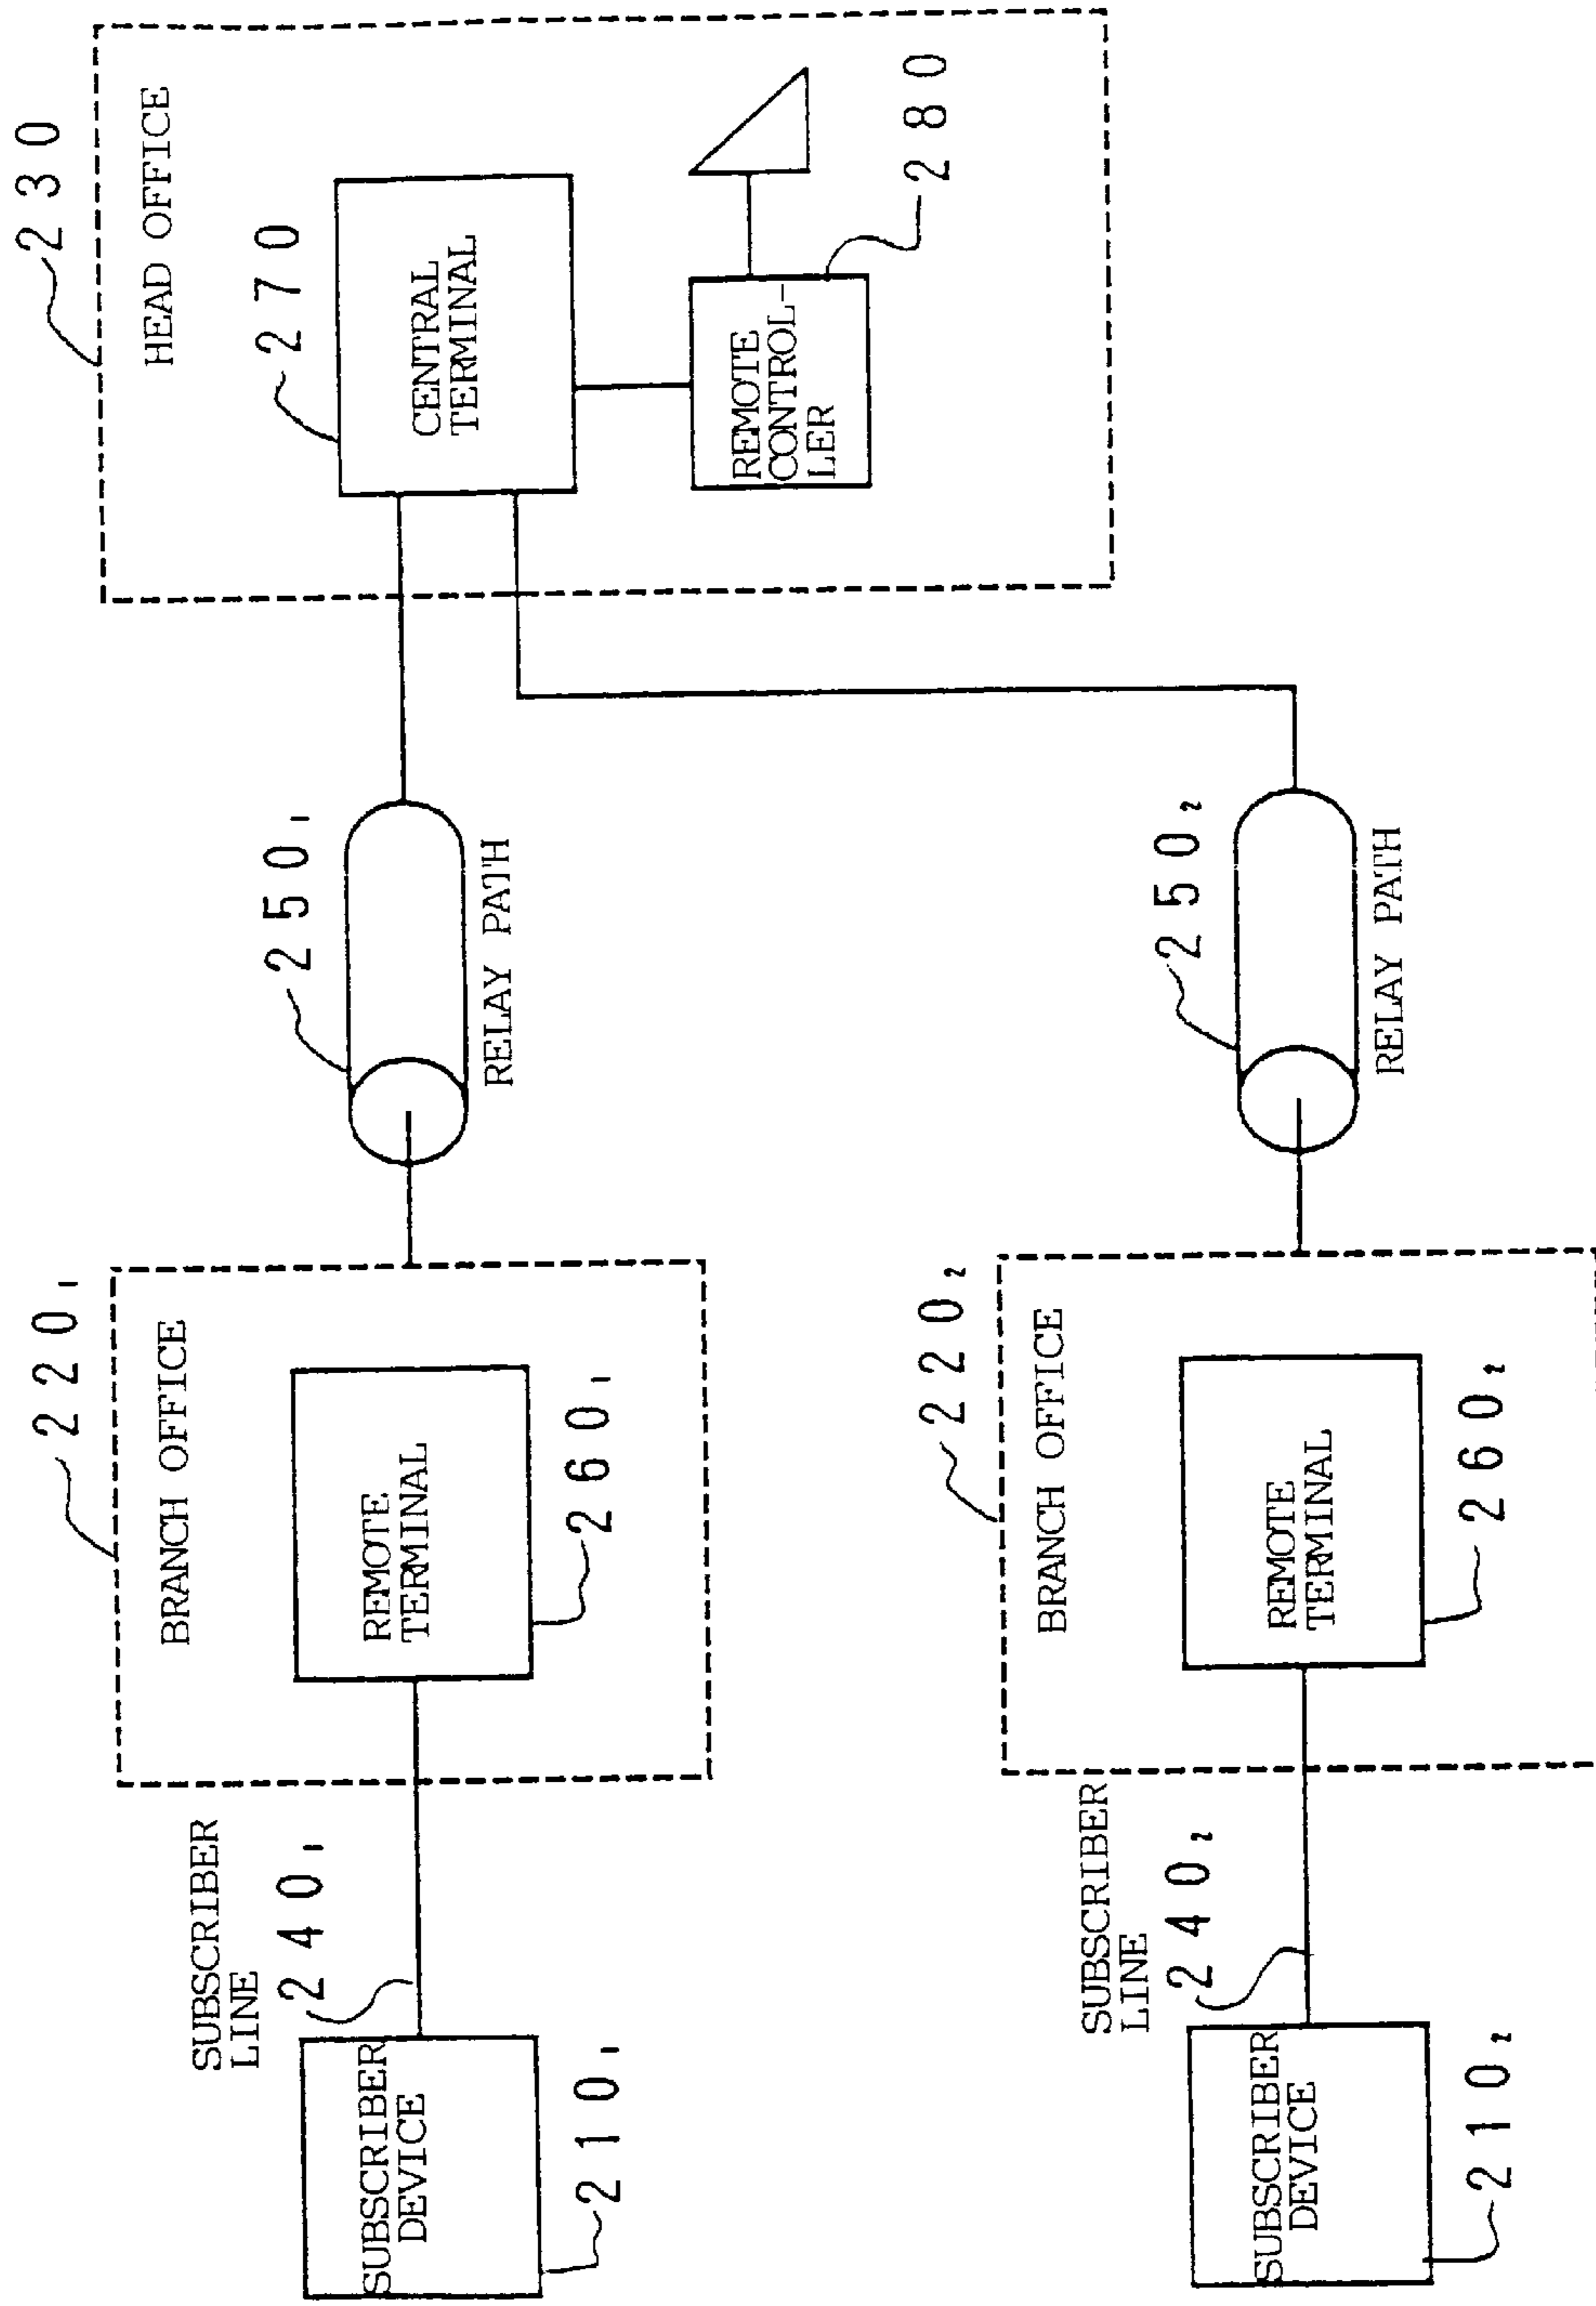 230
HEAD OFFICE
270
CENTRAL
TERMINAL
REMOTE
CONTROL-
LER
280
250₁
RELAY PATH
250₂
RELAY PATH
220₁
BRANCH OFFICE
REMOTE
TERMINAL
260₁
220₂
BRANCH OFFICE
REMOTE
TERMINAL
260₂
SUBSCRIBER
LINE
240₁
SUBSCRIBER
DEVICE
210₁
SUBSCRIBER
LINE
240₂
SUBSCRIBER
DEVICE
210₂